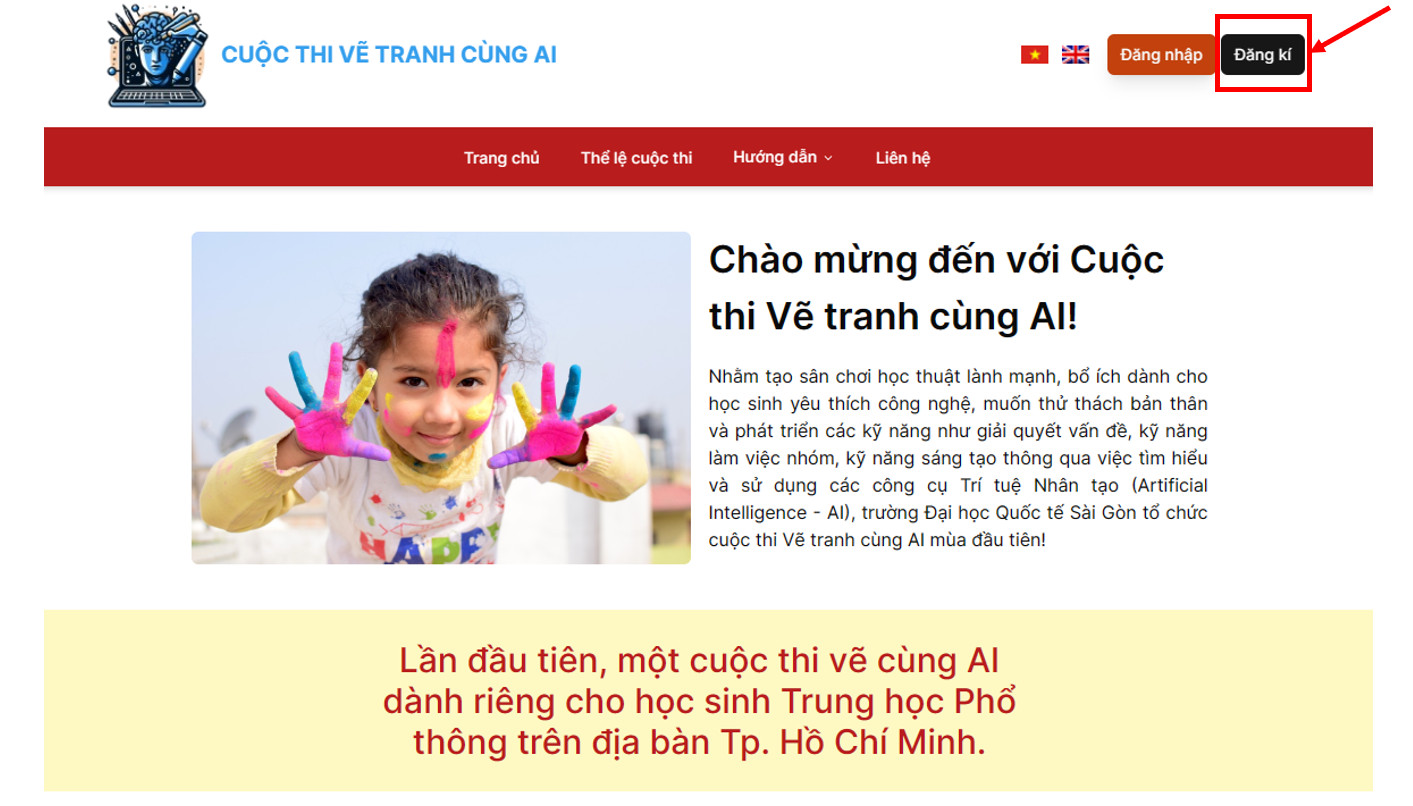 CUỘC THI VẼ TRANH CÙNG AI
Đăng nhập
Đăng kí
Trang chủ
Thể lệ cuộc thi
Hướng dẫn
Liên hệ
Chào mừng đến với Cuộc
thi Vẽ tranh cùng AI!
Nhằm tạo sân chơi học thuật lành mạnh, bổ ích dành cho
học sinh yêu thích công nghệ, muốn thử thách bản thân
và phát triển các kỹ năng như giải quyết vấn đề, kỹ năng
làm việc nhóm, kỹ năng sáng tạo thông qua việc tìm hiểu
và sử dụng các công cụ Trí tuệ Nhân tạo (Artificial
Intelligence - AI), trường Đại học Quốc tế Sài Gòn tổ chức
cuộc thi Vẽ tranh cùng AI mùa đầu tiên!
Lần đầu tiên, một cuộc thi vẽ cùng AI
dành riêng cho học sinh Trung học Phổ
thông trên địa bàn Tp. Hồ Chí Minh.